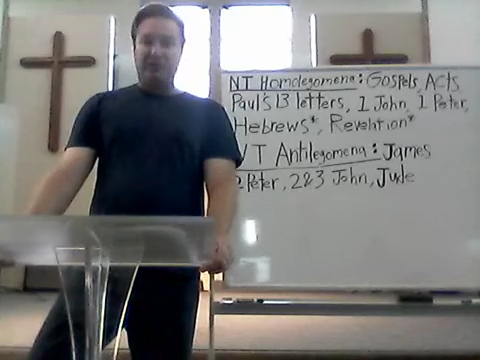 NT Homologomena: Gospels, Acts
Paul's 13 letters, 1 John, 1 Peter,
Hebrews*, Revelation*
NT Antilegomena: James
2 Peter, 2&3 John, Jude